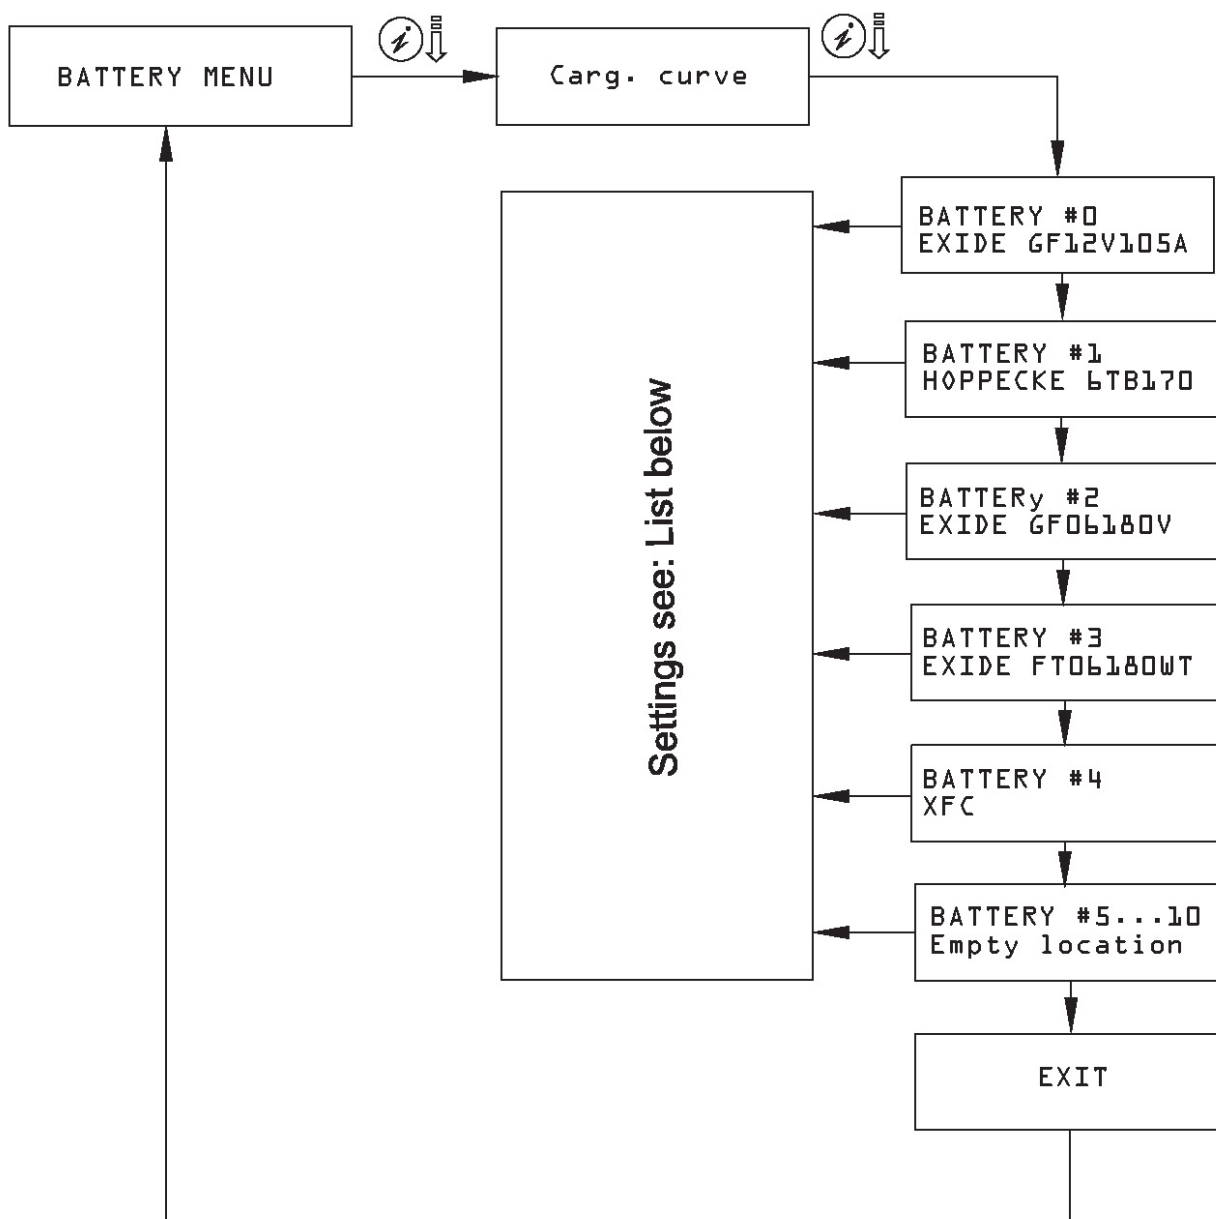 BATTERY MENU
Carg. curve
BATTERY #0
EXIDE GF12V105A
BATTERY #1
HOPPECKE 6TB170
BATTERy #2
EXIDE GF06180V
BATTERY #3
EXIDE FT06180WT
BATTERY #4
XFC
BATTERY #5...10
Empty location
EXIT
Settings see: List below